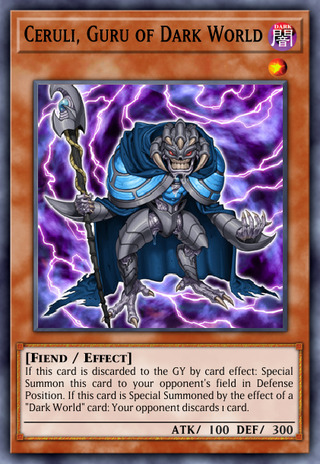 Ceruli, Guru of Dark World
DARK
闇
[Fiend / Effect]
If this card is discarded to the GY by card effect: Special
Summon this card to your opponent's field in Defense
Position. If this card is Special Summoned by the effect of a
"Dark World" card: Your opponent discards 1 card.
ATK/ 100 DEF/ 300